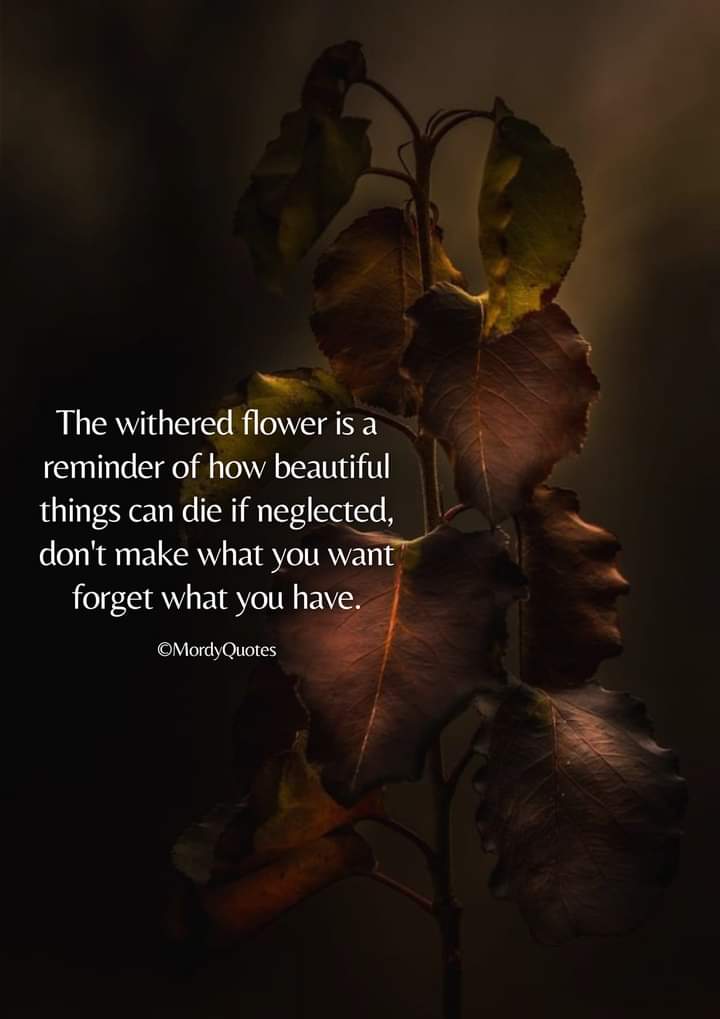 The withered flower is a
reminder of how beautiful
things can die if neglected,
don't make what you want
forget what you have.
©MordyQuotes